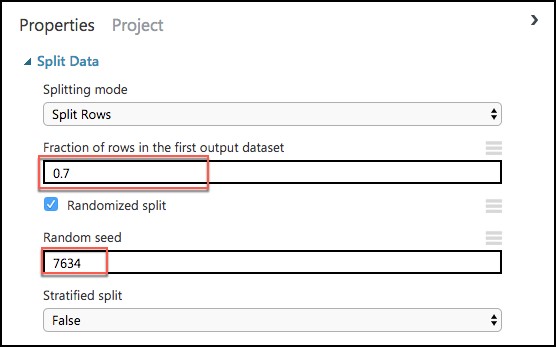 Properties Project
Split Data
Splitting mode
Split Rows
Fraction of rows in the first output dataset
0.7
Randomized split
Random seed
7634
Stratified split
False